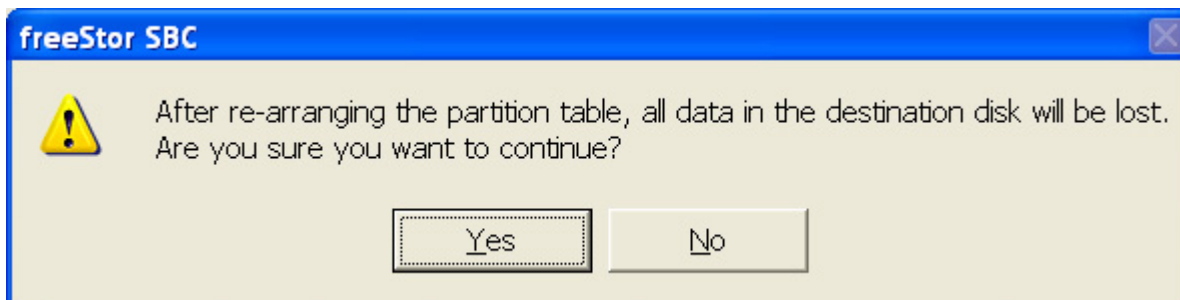 freeStor SBC
After re-arranging the partition table, all data in the destination disk will be lost.
Are you sure you want to continue?
Yes No